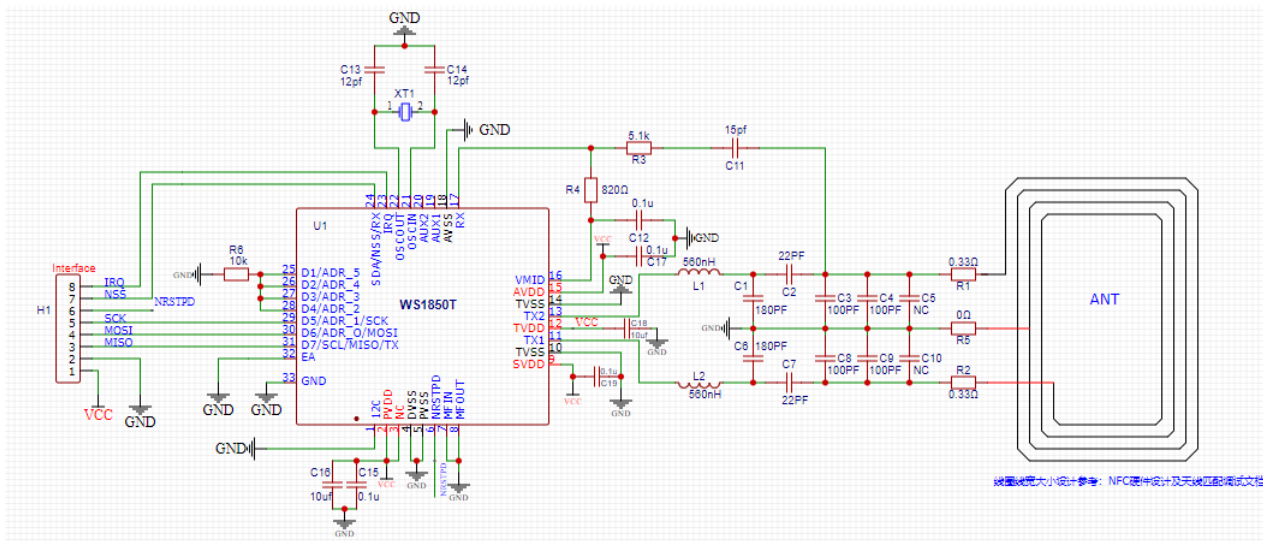 GND
C13
12pf
C14
12pf
XT1
1
2
GND
15pf
5.1k
R3
C11
R4
820Ω
0.1u
C12
GND
VCC
0.1u
C17
24
23
22
21
20
19
18
17
SDA/NSS/RX
IRQ
OSCOUT
OSCIN
AUX2
AUX1
AVSS
RX
U1
WS1850T
R6
10k
GND
25
26
27
28
29
30
31
32
33
D1/ADR_5
D2/ADR_4
D3/ADR_3
D4/ADR_2
D5/ADR_1/SCK
D6/ADR_0/MOSI
D7/SCL/MISO/TX
EA
GND
VMID
AVDD
TVSS
TX2
TVDD
TX1
TVSS
SVDD
16
15
14
13
12
11
10
9
Interface
H1
8
7
6
5
4
3
2
1
IRQ
NSS
NRSTPD
SCK
MOSI
MISO
VCC
GND
GND
GND
560nH
L1
GND
VCC
C18
10uf
GND
L2
560nH
0.1u
C19
VCC
GND
C1
180PF
22PF
C2
C3
100PF
C4
100PF
C5
NC
0.33Ω
R1
GND
C6
180PF
0Ω
R5
C7
22PF
C8
100PF
C9
100PF
C10
NC
R2
0.33Ω
ANT
I2C
PVDD
NC
DVSS
PVSS
NRSTPD
MFIN
MFOUT
1
2
3
4
5
6
7
8
GND
C16
10uf
C15
0.1u
VCC
GND
GND
NRSTPD
GND
线圈线宽大小设计参考：NFC硬件设计及天线匹配调试文档